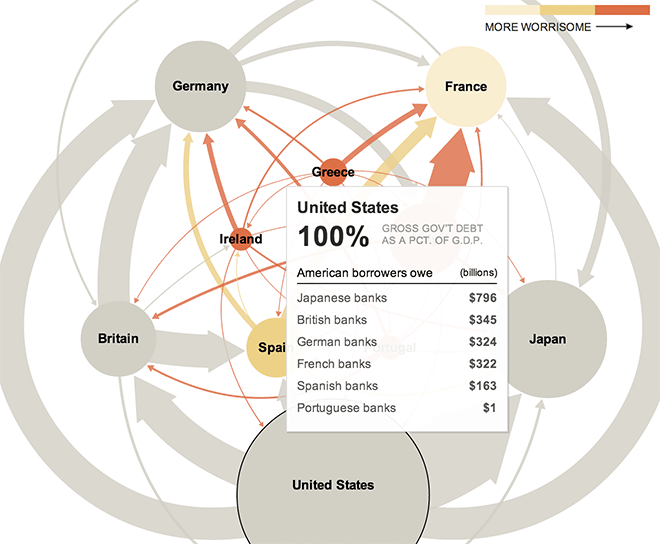 MORE WORRISOME
Germany
France
Greece
United States
100%
GROSS GOV'T DEBT
AS A PCT. OF G.D.P.
Ireland
American borrowers owe (billions)
Japanese banks $796
British banks $345
German banks $324
French banks $322
Spanish banks $163
Portuguese banks $1
Britain
Spai
Portugal
Japan
United States